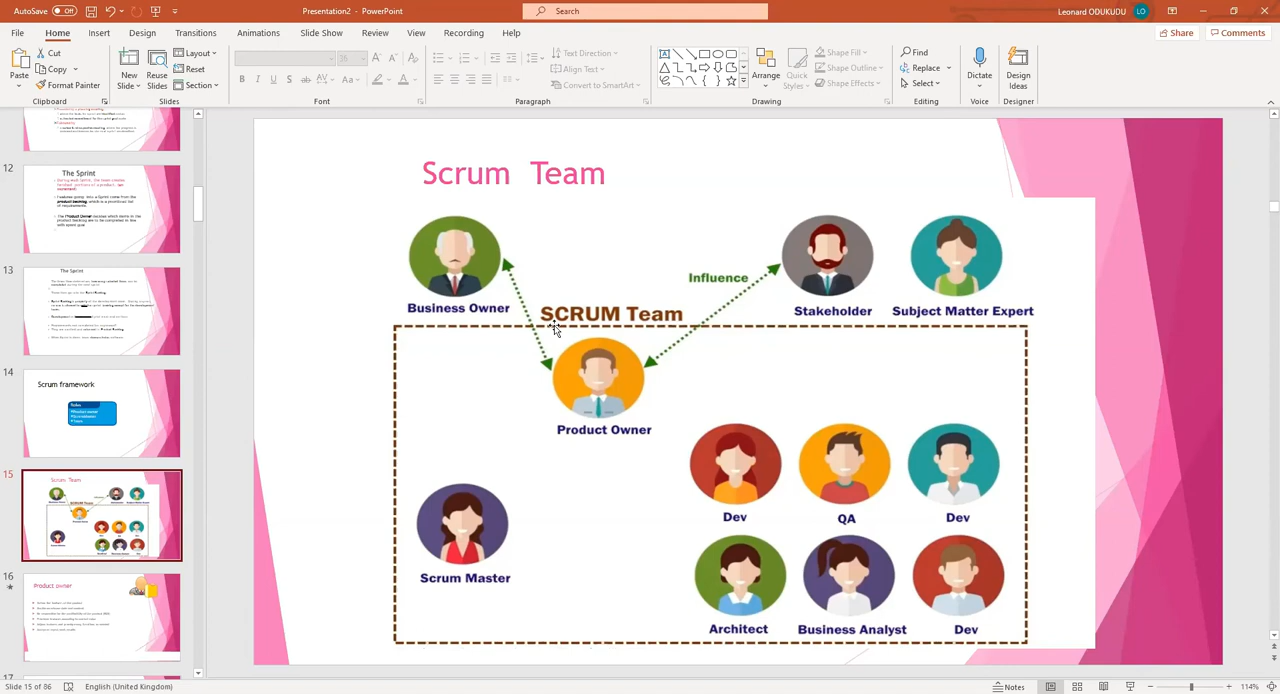 AutoSave Off Presentation2 - PowerPoint Search Leonard ODUKUDU LO
File Home Insert Design Transitions Animations Slide Show Review View Recording Help Share Comments
Paste Cut Copy Format Painter
New Slide Reuse Slides Layout Reset Section
36
Text Direction Align Text Convert to SmartArt
Arrange Quick Styles Shape Fill Shape Outline Shape Effects
Find Replace Select
Dictate Design Ideas
Clipboard Slides Font Paragraph Drawing Editing Voice Designer
12
The Sprint
13
The Sprint
14
Scrum framework
15
Scrum Team
16
Product owner
17
Scrum Team
Influence
Business Owner
SCRUM Team
Stakeholder
Subject Matter Expert
Product Owner
Dev
QA
Dev
Scrum Master
Architect
Business Analyst
Dev
Slide 15 of 86 English (United Kingdom) Notes 114%